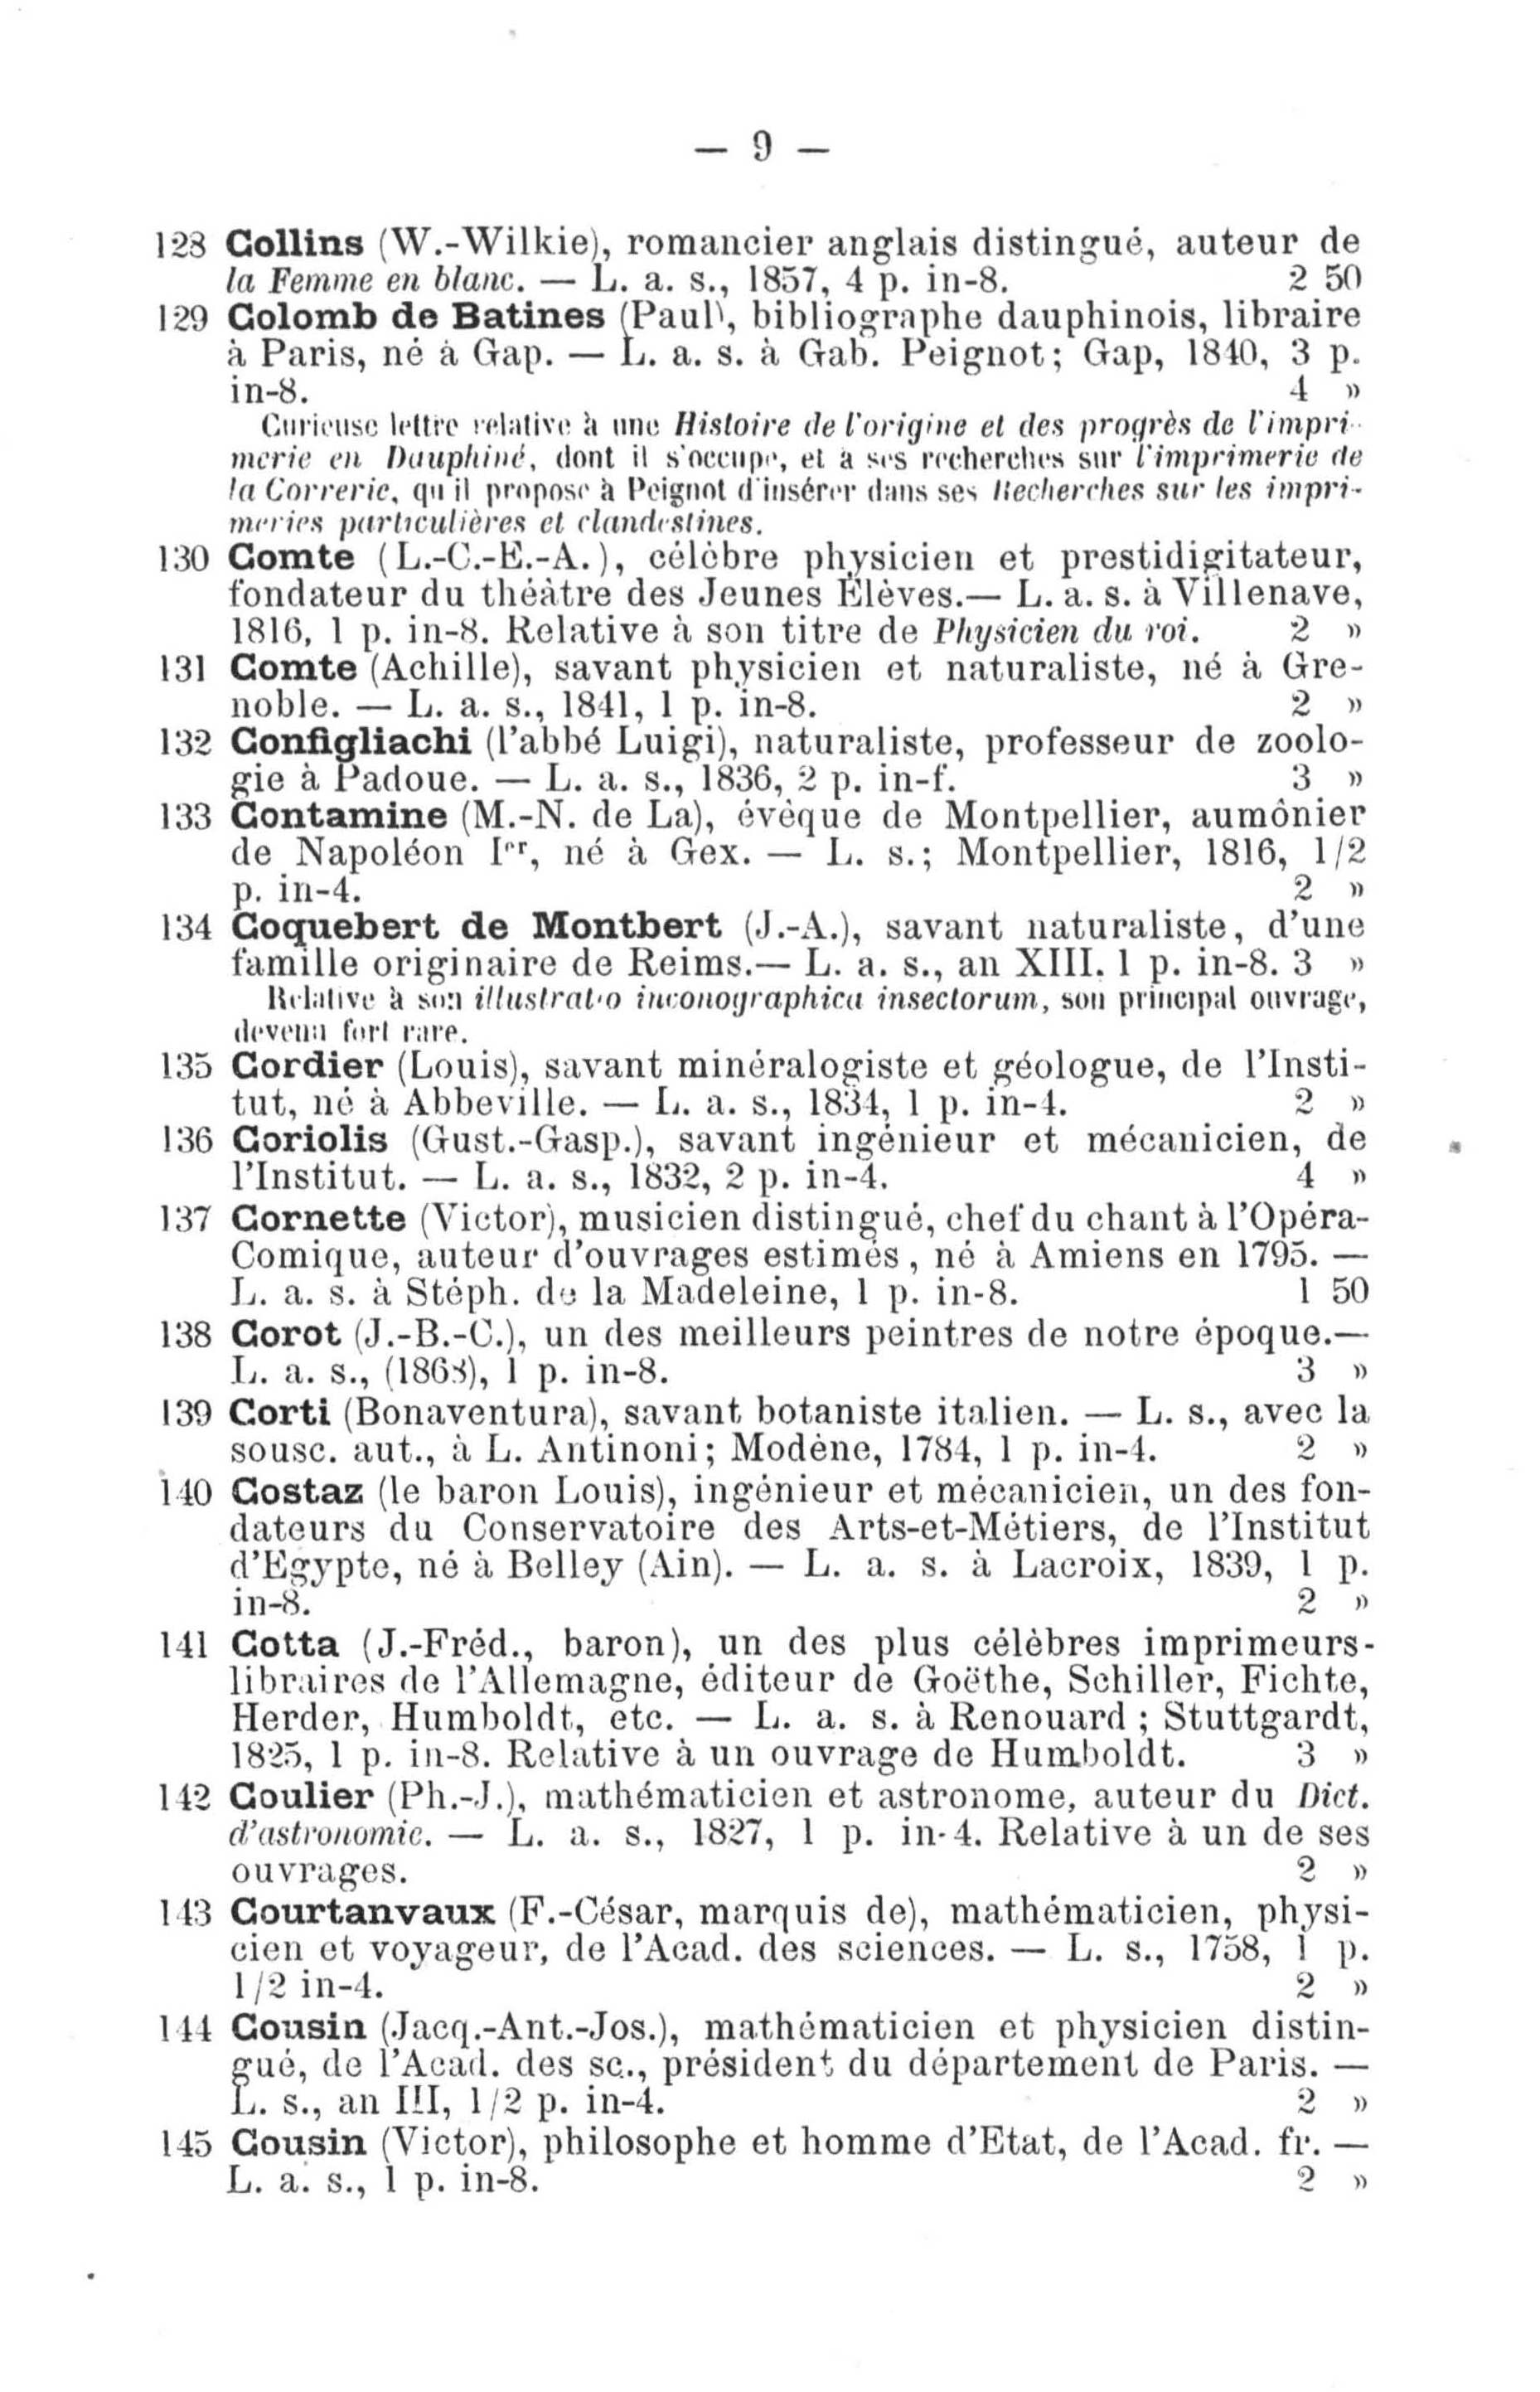 — 9 —
128 Collins (W.-Wilkie), romancier anglais distingué, auteur de
la Femme en blanc. — L. a. s., 1857, 4 p. in-8. 2 50
129 Colomb de Batines (Paul), bibliographe dauphinois, libraire
à Paris, né à Gap. — L. a. s. à Gab. Peignot; Gap, 1840, 3 p.
in-8. 4 »
Curieuse lettre relative à une Histoire de l'origine et des progrès de l'impri-
merie en Dauphiné, dont il s'occupe, et à ses recherches sur l'imprimerie de
la Correrie, qu'il propose à Peignot d'insérer dans ses Recherches sur les impri-
meries particulières et clandestines.
130 Comte (L.-C.-E.-A.), célèbre physicien et prestidigitateur,
fondateur du théâtre des Jeunes Élèves.— L. a. s. à Villenave,
1816, 1 p. in-8. Relative à son titre de Physicien du roi. 2 »
131 Comte (Achille), savant physicien et naturaliste, né à Gre-
noble. — L. a. s., 1841, 1 p. in-8. 2 »
132 Configliachi (l'abbé Luigi), naturaliste, professeur de zoolo-
gie à Padoue. — L. a. s., 1836, 2 p. in-f. 3 »
133 Contamine (M.-N. de La), évêque de Montpellier, aumônier
de Napoléon Ier, né à Gex. — L. s.; Montpellier, 1816, 1/2
p. in-4. 2 »
134 Coquebert de Montbert (J.-A.), savant naturaliste, d'une
famille originaire de Reims.— L. a. s., an XIII. 1 p. in-8. 3 »
Relative à son illustratio inconographica insectorum, son principal ouvrage,
devenu fort rare.
135 Cordier (Louis), savant minéralogiste et géologue, de l'Insti-
tut, né à Abbeville. — L. a. s., 1834, 1 p. in-4. 2 »
136 Coriolis (Gust.-Gasp.), savant ingénieur et mécanicien, de
l'Institut. — L. a. s., 1832, 2 p. in-4. 4 »
137 Cornette (Victor), musicien distingué, chef du chant à l'Opéra-
Comique, auteur d'ouvrages estimés, né à Amiens en 1795. —
L. a. s. à Stéph. de la Madeleine, 1 p. in-8. 1 50
138 Corot (J.-B.-C.), un des meilleurs peintres de notre époque.—
L. a. s., (1868), 1 p. in-8. 3 »
139 Corti (Bonaventura), savant botaniste italien. — L. s., avec la
sousc. aut., à L. Antinoni; Modène, 1784, 1 p. in-4. 2 »
140 Costaz (le baron Louis), ingénieur et mécanicien, un des fon-
dateurs du Conservatoire des Arts-et-Métiers, de l'Institut
d'Egypte, né à Belley (Ain). — L. a. s. à Lacroix, 1839, 1 p.
in-8. 2 »
141 Cotta (J.-Fréd., baron), un des plus célèbres imprimeurs-
libraires de l'Allemagne, éditeur de Goëthe, Schiller, Fichte,
Herder, Humboldt, etc. — L. a. s. à Renouard ; Stuttgardt,
1825, 1 p. in-8. Relative à un ouvrage de Humboldt. 3 »
142 Coulier (Ph.-J.), mathématicien et astronome, auteur du Dict.
d'astronomie. — L. a. s., 1827, 1 p. in-4. Relative à un de ses
ouvrages. 2 »
143 Courtanvaux (F.-César, marquis de), mathématicien, physi-
cien et voyageur, de l'Acad. des sciences. — L. s., 1758, 1 p.
1/2 in-4. 2 »
144 Cousin (Jacq.-Ant.-Jos.), mathématicien et physicien distin-
gué, de l'Acad. des sc., président du département de Paris. —
L. s., an III, 1/2 p. in-4. 2 »
145 Cousin (Victor), philosophe et homme d'Etat, de l'Acad. fr. —
L. a. s., 1 p. in-8. 2 »